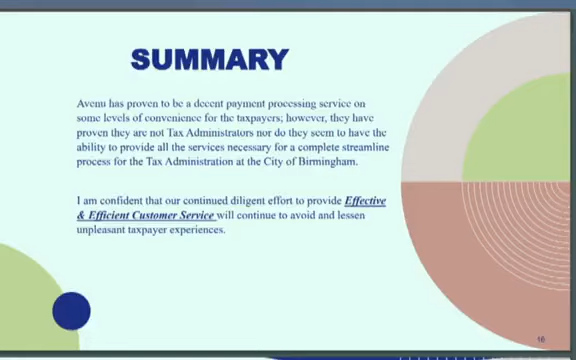 SUMMARY
Avenu has proven to be a decent payment processing service on
some levels of convenience for the taxpayers; however, they have
proven they are not Tax Administrators nor do they seem to have the
ability to provide all the services necessary for a complete streamline
process for the Tax Administration at the City of Birmingham.
I am confident that our continued diligent effort to provide Effective
& Efficient Customer Service will continue to avoid and lessen
unpleasant taxpayer experiences.
16